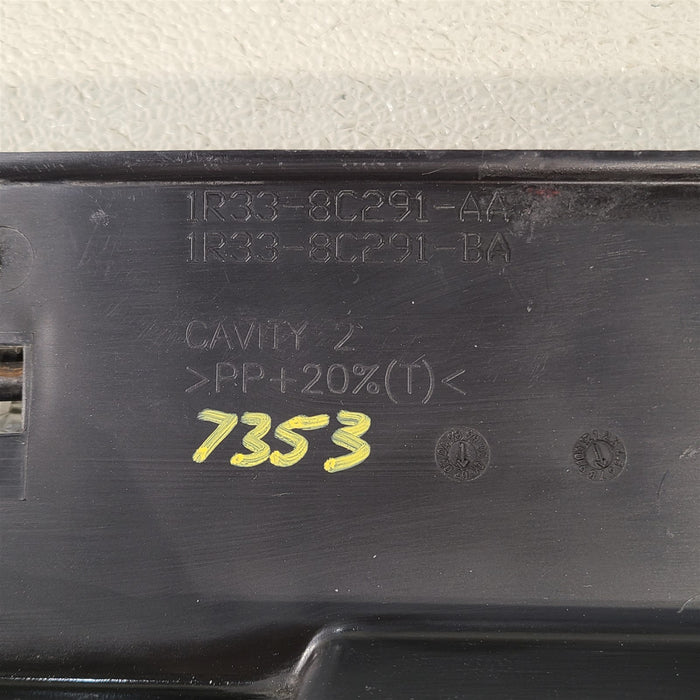 1R33-8C291-AA
1R33-8C291-BA
CAVITY 2
>PP+20%(T)<
7353